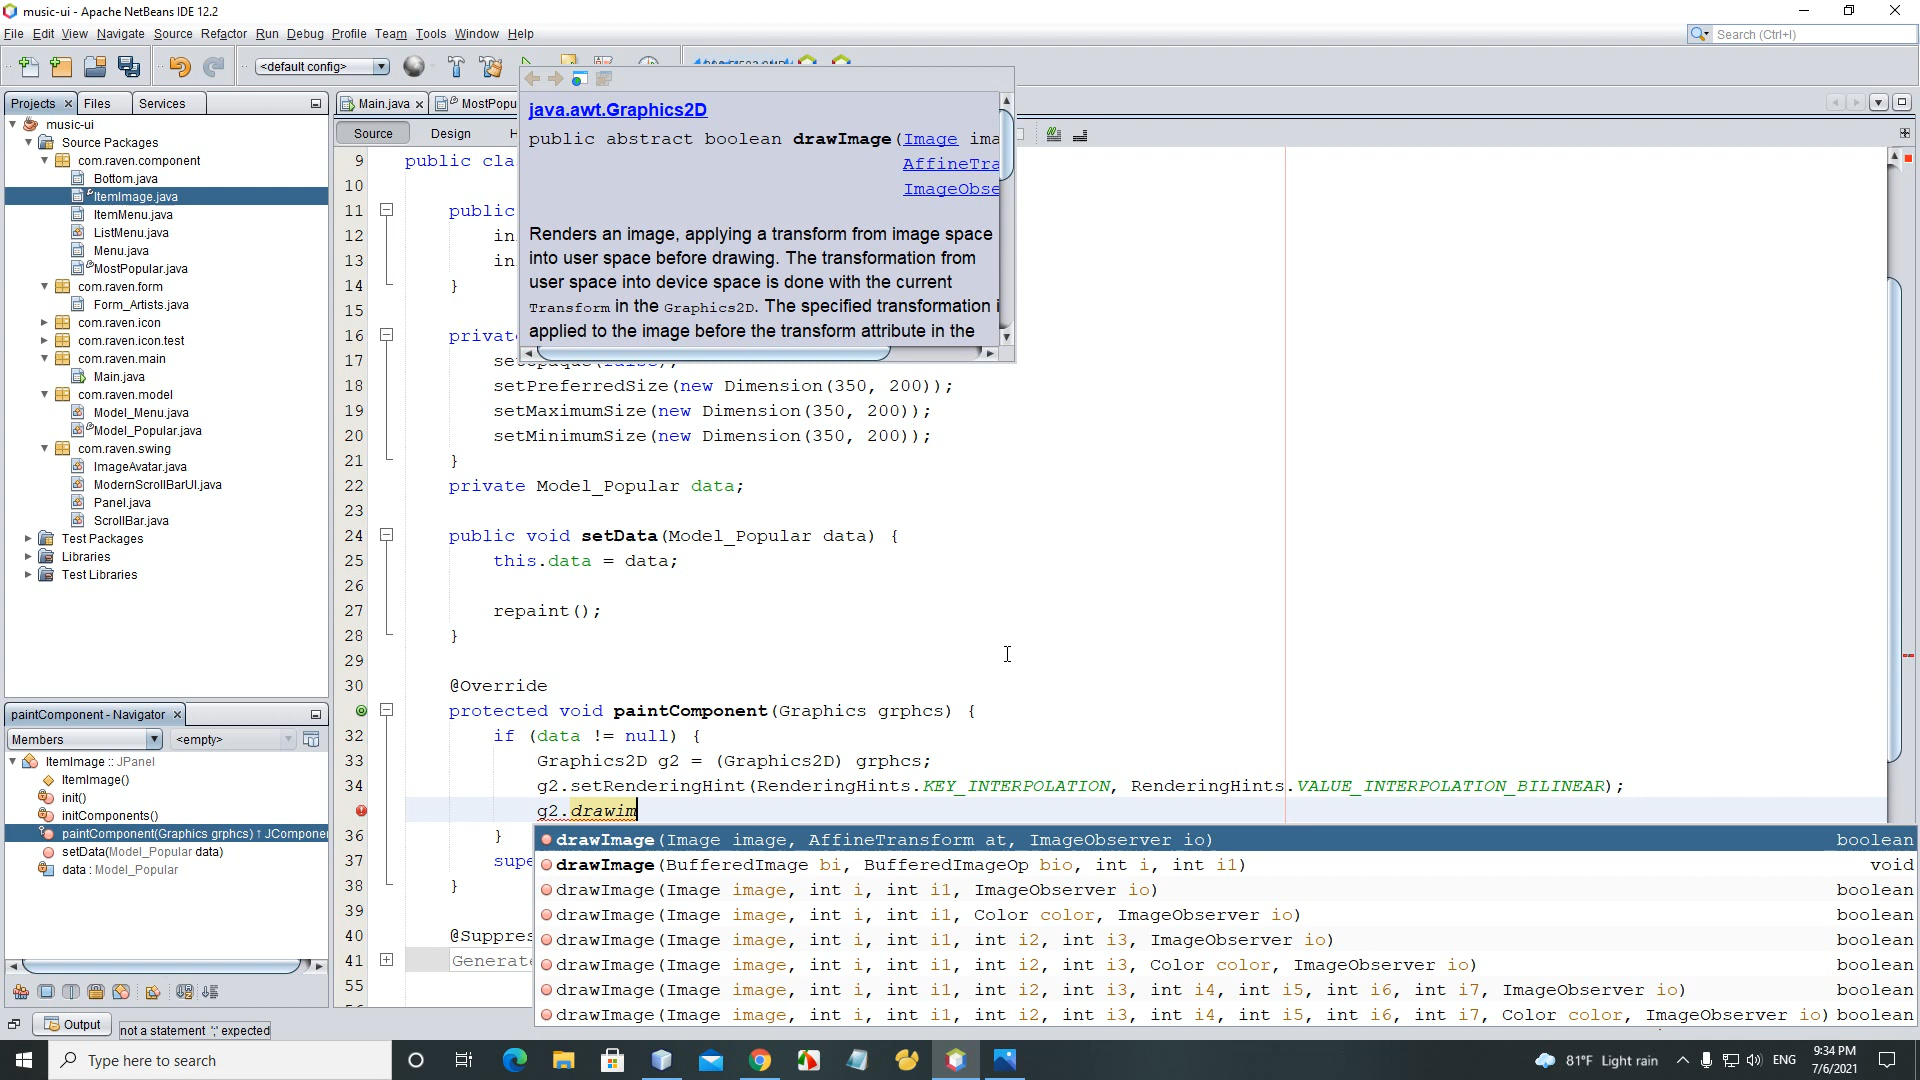 music-ui - Apache NetBeans IDE 12.2
File Edit View Navigate Source Refactor Run Debug Profile Team Tools Window Help
Search (Ctrl+I)
<default config>
Projects Files Services
Main.java
MostPopu
Source Design H
music-ui
Source Packages
com.raven.component
Bottom.java
ItemImage.java
ItemMenu.java
ListMenu.java
Menu.java
MostPopular.java
com.raven.form
Form_Artists.java
com.raven.icon
com.raven.icon.test
com.raven.main
Main.java
com.raven.model
Model_Menu.java
Model_Popular.java
com.raven.swing
ImageAvatar.java
ModernScrollBarUI.java
Panel.java
ScrollBar.java
Test Packages
Libraries
Test Libraries
java.awt.Graphics2D
public abstract boolean drawImage(Image ima
AffineTra
ImageObse
Renders an image, applying a transform from image space
into user space before drawing. The transformation from
user space into device space is done with the current
Transform in the Graphics2D. The specified transformation i
applied to the image before the transform attribute in the
9 public cla
10
11 public
12 in
13 in
14 }
15
16 privat
17
18 setPreferredSize(new Dimension(350, 200));
19 setMaximumSize(new Dimension(350, 200));
20 setMinimumSize(new Dimension(350, 200));
21 }
22 private Model_Popular data;
23
24 public void setData(Model_Popular data) {
25 this.data = data;
26
27 repaint();
28 }
29
30 @Override
protected void paintComponent(Graphics grphcs) {
32 if (data != null) {
33 Graphics2D g2 = (Graphics2D) grphcs;
34 g2.setRenderingHint(RenderingHints.KEY_INTERPOLATION, RenderingHints.VALUE_INTERPOLATION_BILINEAR);
g2.drawim
36 }
37 supe
38 }
39
40 @Suppres
41 Generate
55
drawImage(Image image, AffineTransform at, ImageObserver io) boolean
drawImage(BufferedImage bi, BufferedImageOp bio, int i, int i1) void
drawImage(Image image, int i, int i1, ImageObserver io) boolean
drawImage(Image image, int i, int i1, Color color, ImageObserver io) boolean
drawImage(Image image, int i, int i1, int i2, int i3, ImageObserver io) boolean
drawImage(Image image, int i, int i1, int i2, int i3, Color color, ImageObserver io) boolean
drawImage(Image image, int i, int i1, int i2, int i3, int i4, int i5, int i6, int i7, ImageObserver io) boolean
drawImage(Image image, int i, int i1, int i2, int i3, int i4, int i5, int i6, int i7, Color color, ImageObserver io) boolean
paintComponent - Navigator
Members <empty>
ItemImage :: JPanel
ItemImage()
init()
initComponents()
paintComponent(Graphics grphcs) ↑ JCompone
setData(Model_Popular data)
data : Model_Popular
Output
not a statement ';' expected
Type here to search
81°F Light rain
ENG
9:34 PM
7/6/2021